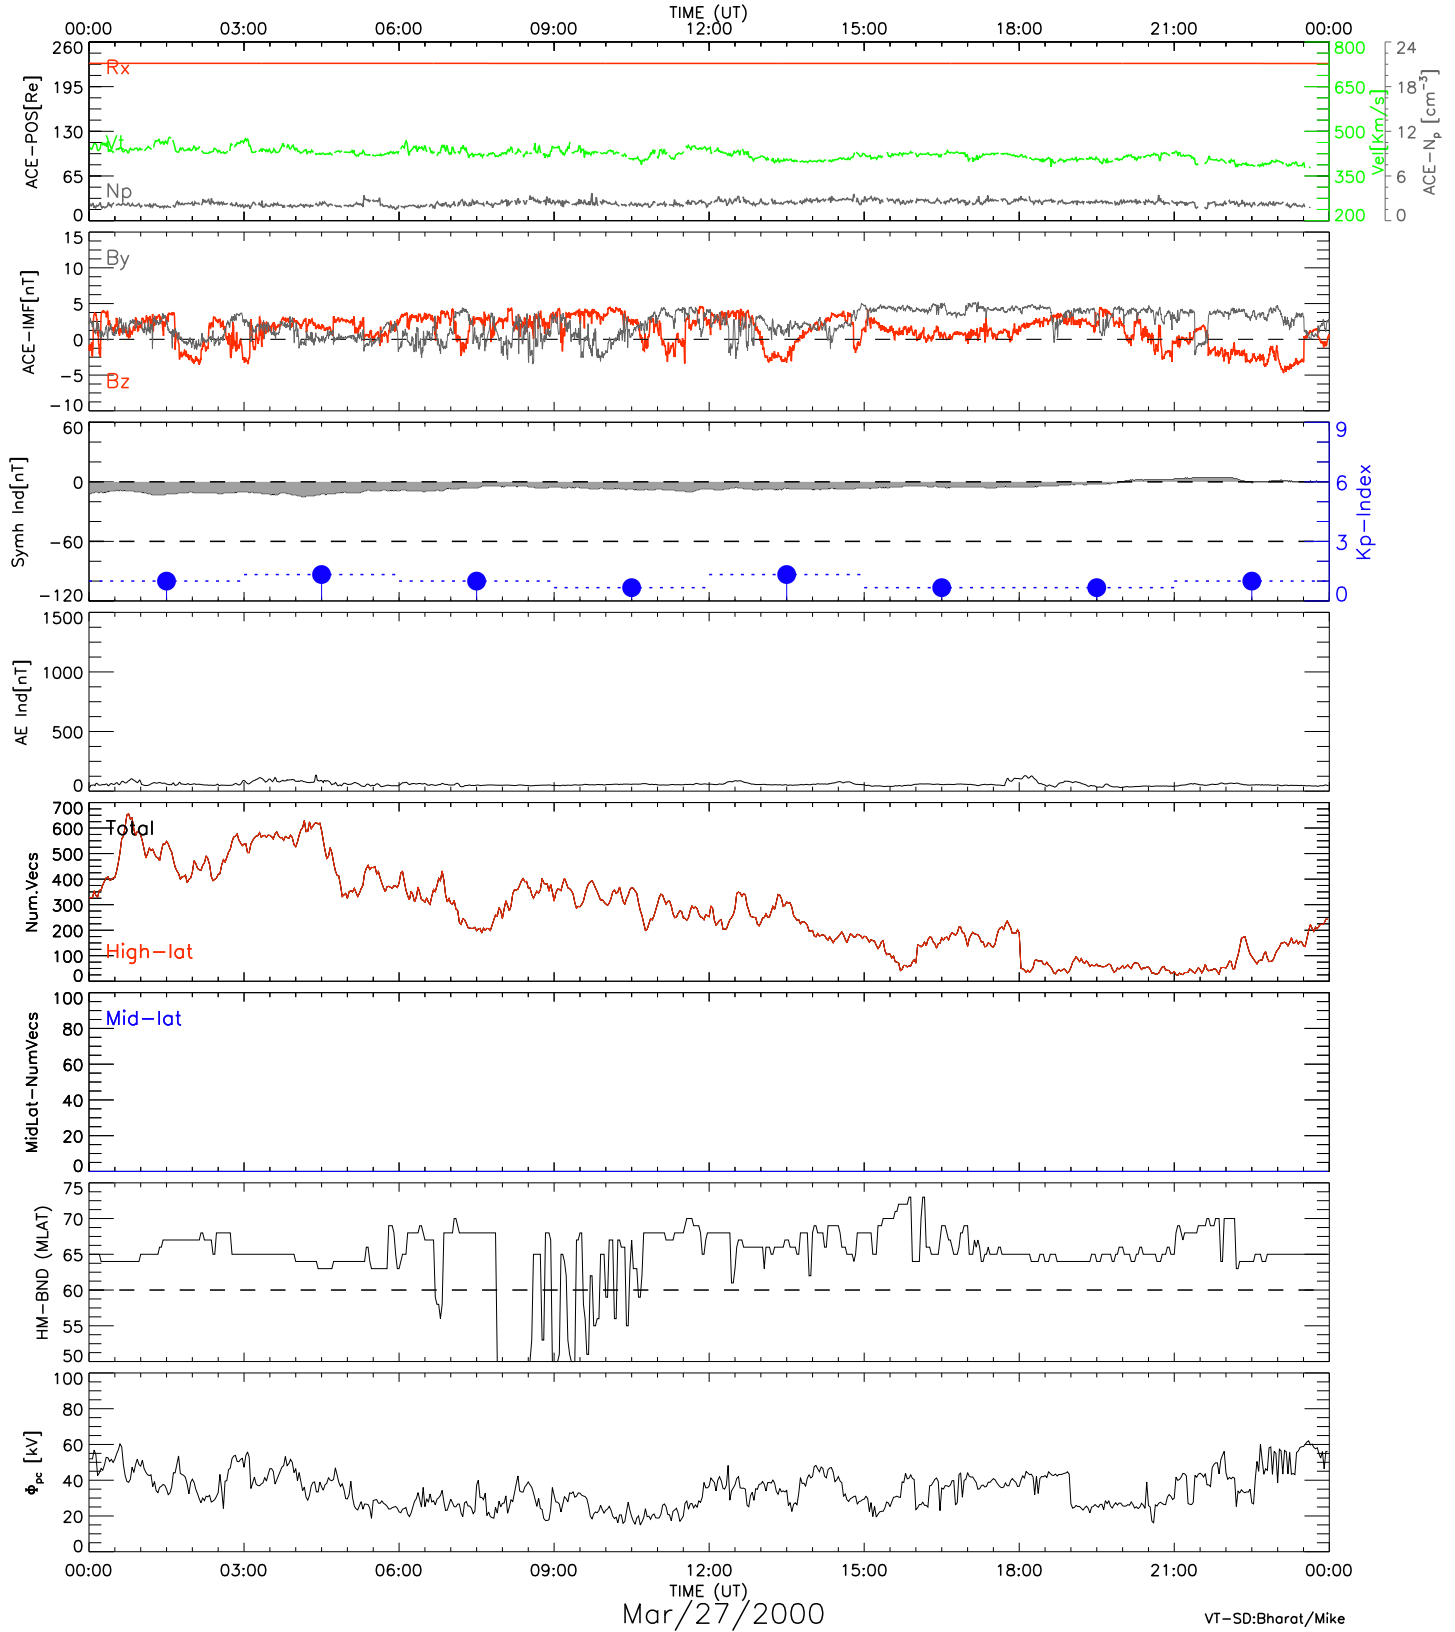 TIME (UT)
00:00 03:00 06:00 09:00 12:00 15:00 18:00 21:00 00:00
ACE-POS[Re]
260
195
130
65
0
Rx
Vt
Np
800
650
500
350
200
Vel[Km/s]
24
18
12
6
0
ACE-Np [cm-3]
ACE-IMF[nT]
15
10
5
0
-5
-10
By
Bz
Symh Ind[nT]
60
0
-60
-120
9
6
3
0
Kp-Index
AE Ind[nT]
1500
1000
500
0
Num.Vecs
700
600
500
400
300
200
100
0
Total
High-lat
MidLat-NumVecs
100
80
60
40
20
0
Mid-lat
HM-BND (MLAT)
75
70
65
60
55
50
Φpc [kV]
100
80
60
40
20
0
00:00 03:00 06:00 09:00 12:00 15:00 18:00 21:00 00:00
TIME (UT)
Mar/27/2000
VT-SD:Bharat/Mike